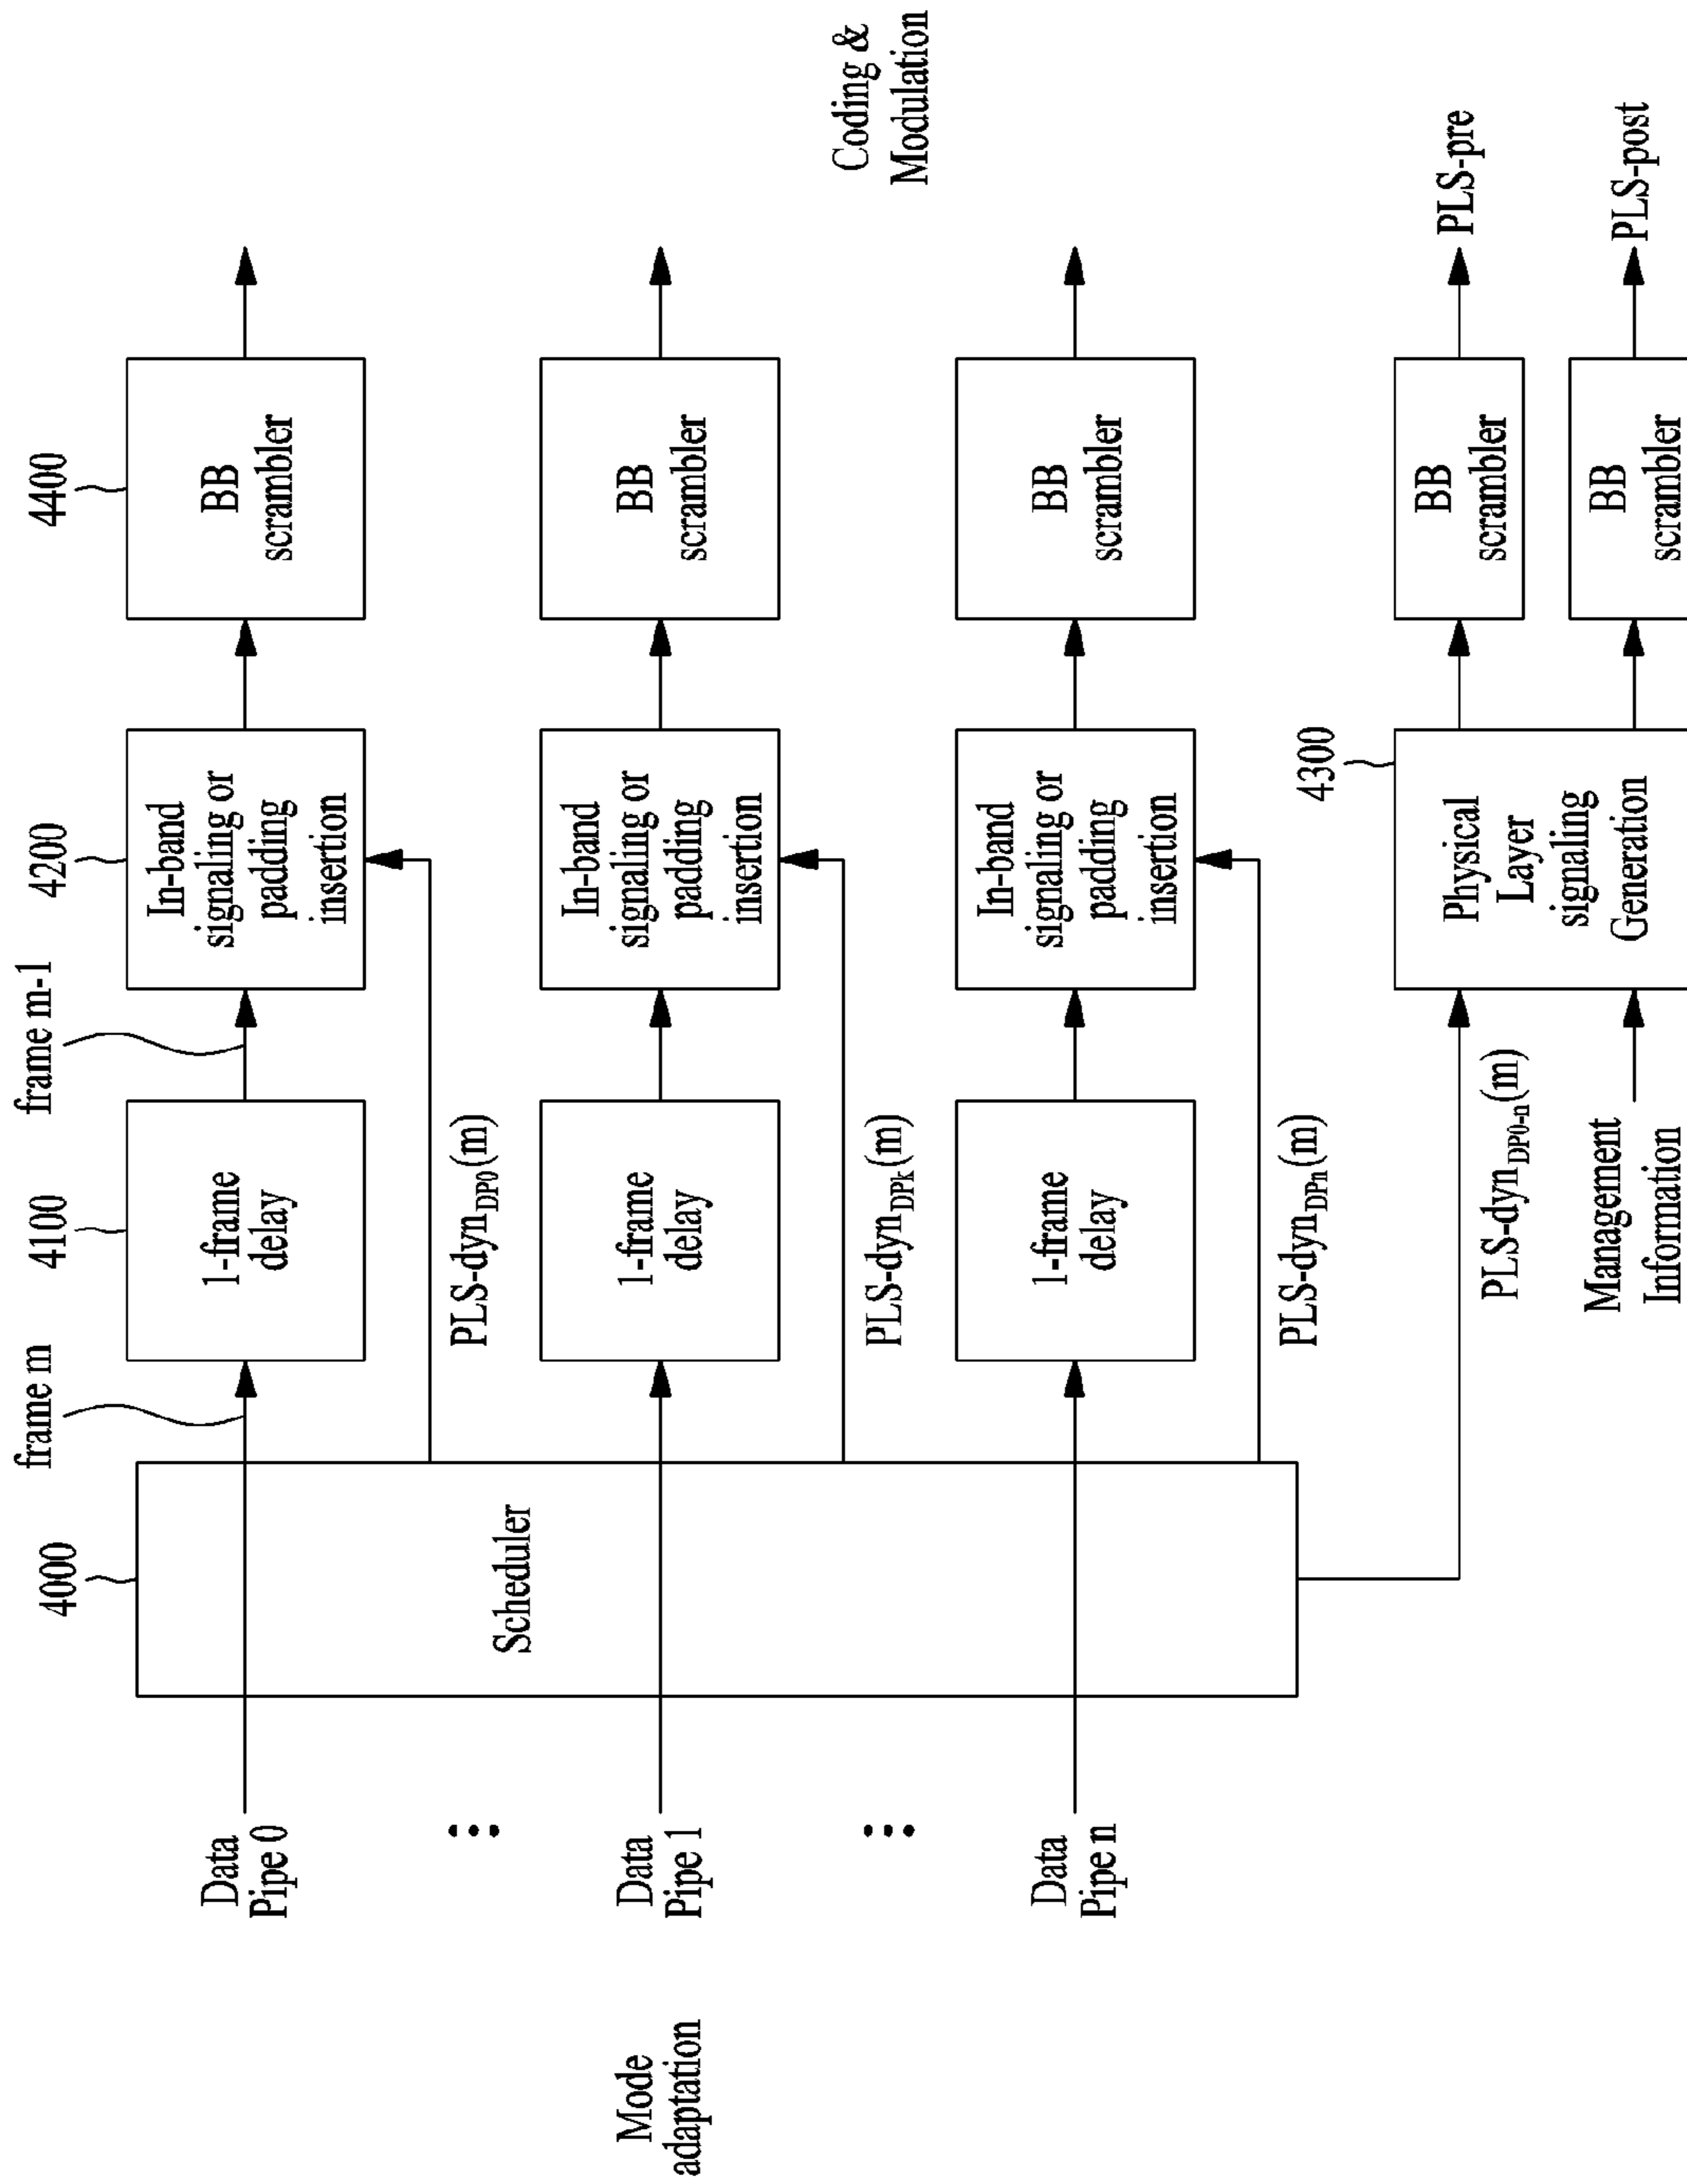 Mode
adaptation
Data
Pipe 0
Data
Pipe 1
Data
Pipe n
4000
Scheduler
frame m
4100
1-frame
delay
frame m-1
4200
In-band
signaling or
padding
insertion
4400
BB
scrambler
PLS-dynDP0(m)
1-frame
delay
In-band
signaling or
padding
insertion
BB
scrambler
PLS-dynDPk(m)
1-frame
delay
In-band
signaling or
padding
insertion
BB
scrambler
PLS-dynDPn(m)
Coding &
Modulation
PLS-dynDP0-n(m)
Management
Information
4300
Physical
Layer
signaling
Generation
BB
scrambler
PLS-pre
BB
scrambler
PLS-post